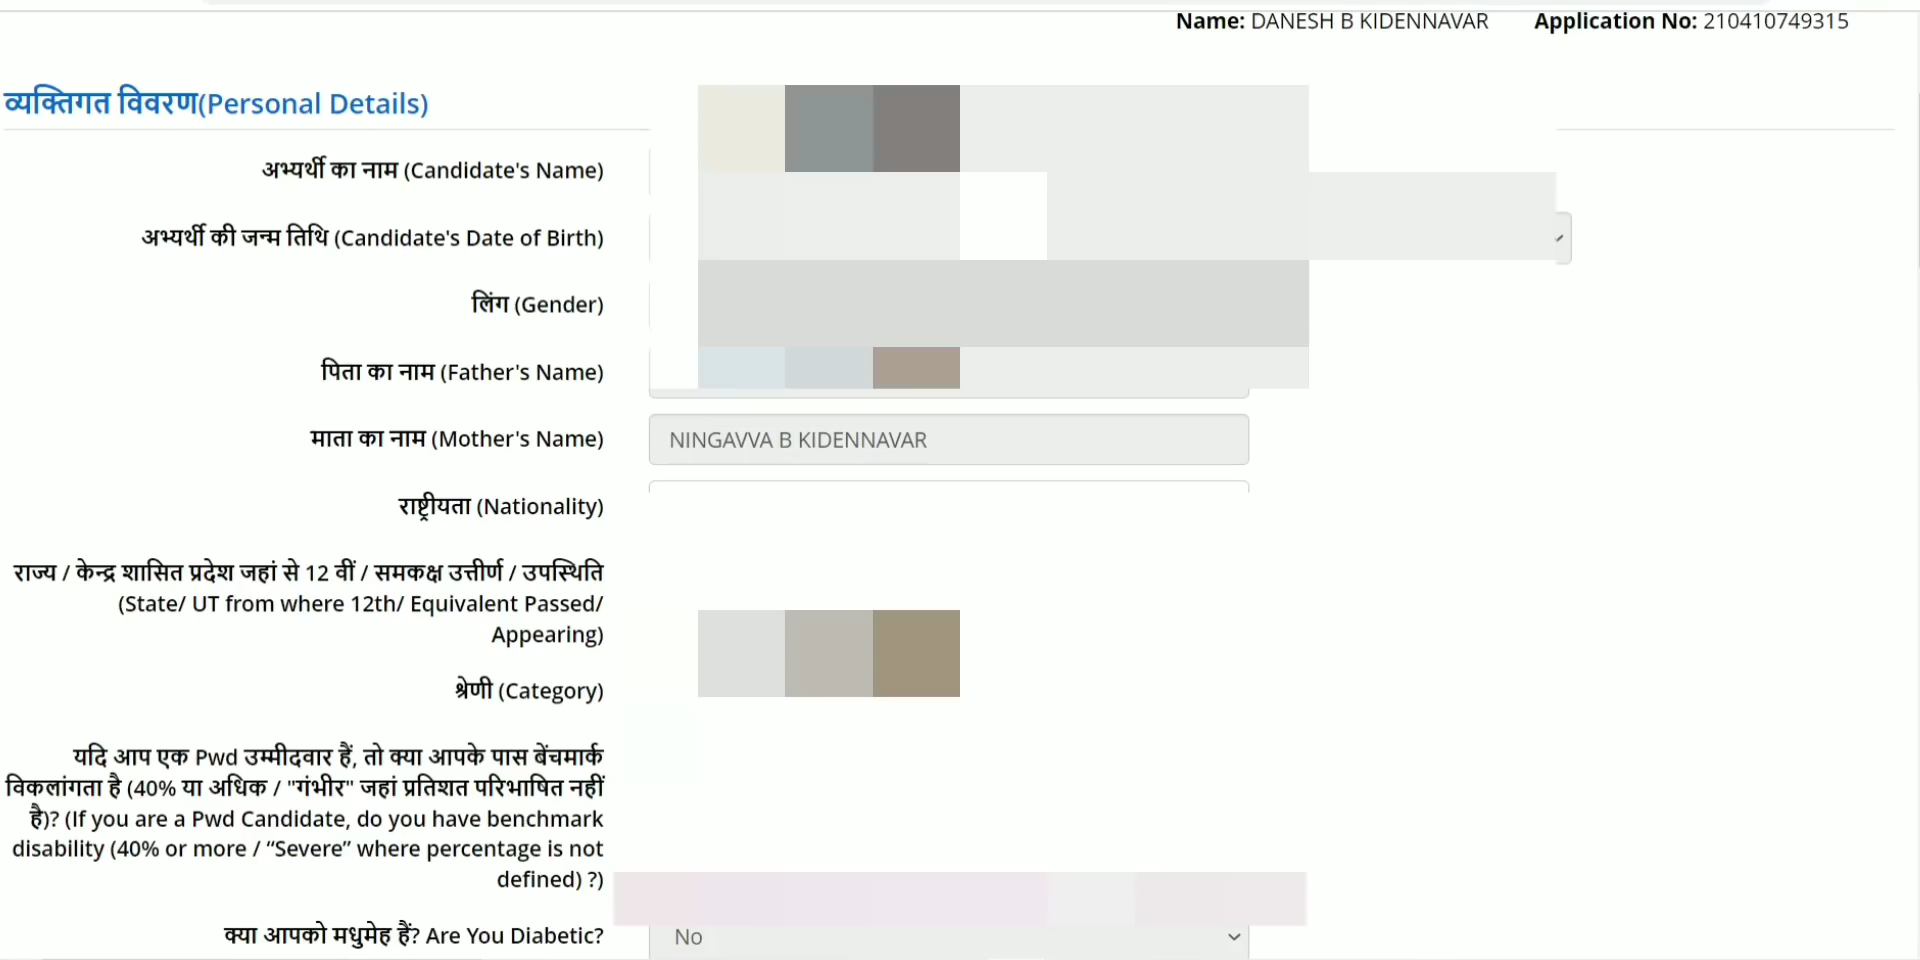 Name: DANESH B KIDENNAVAR Application No: 210410749315
व्यक्तिगत विवरण(Personal Details)
अभ्यर्थी का नाम (Candidate's Name)
अभ्यर्थी की जन्म तिथि (Candidate's Date of Birth)
लिंग (Gender)
पिता का नाम (Father's Name)
माता का नाम (Mother's Name) NINGAVVA B KIDENNAVAR
राष्ट्रीयता (Nationality)
राज्य / केन्द्र शासित प्रदेश जहां से 12 वीं / समकक्ष उत्तीर्ण / उपस्थिति
(State/ UT from where 12th/ Equivalent Passed/
Appearing)
श्रेणी (Category)
यदि आप एक Pwd उम्मीदवार हैं, तो क्या आपके पास बेंचमार्क
विकलांगता है (40% या अधिक / "गंभीर" जहां प्रतिशत परिभाषित नहीं
है)? (If you are a Pwd Candidate, do you have benchmark
disability (40% or more / “Severe” where percentage is not
defined) ?)
क्या आपको मधुमेह हैं? Are You Diabetic? No